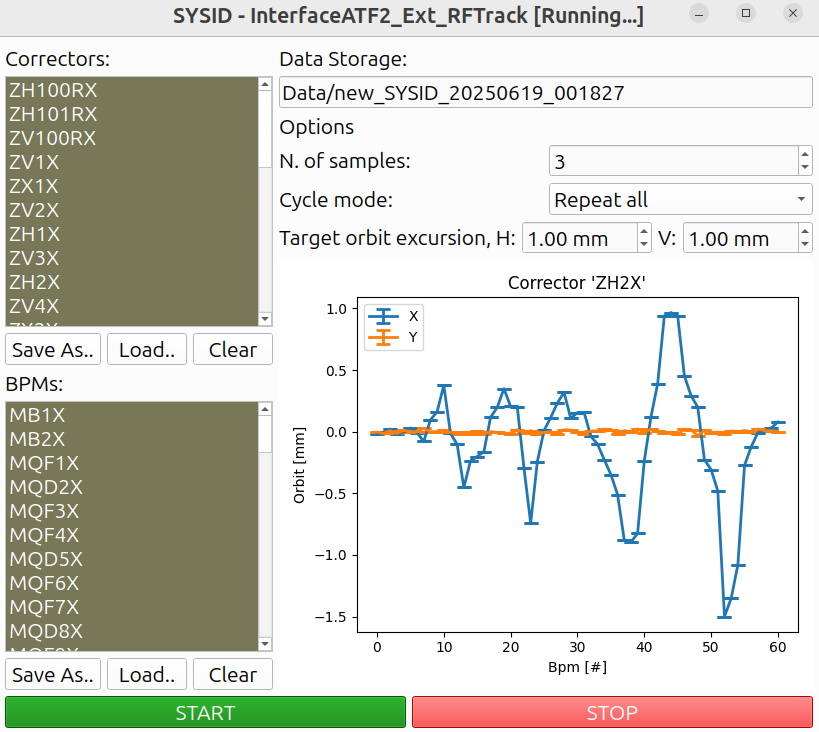 SYSID - InterfaceATF2_Ext_RFTrack [Running...]
Correctors:
ZH100RX
ZH101RX
ZV100RX
ZV1X
ZX1X
ZV2X
ZH1X
ZV3X
ZH2X
ZV4X
Save As..
Load..
Clear
BPMs:
MB1X
MB2X
MQF1X
MQD2X
MQF3X
MQF4X
MQD5X
MQF6X
MQF7X
MQD8X
Save As..
Load..
Clear
Data Storage:
Data/new_SYSID_20250619_001827
Options
N. of samples: 3
Cycle mode: Repeat all
Target orbit excursion, H: 1.00 mm V: 1.00 mm
Corrector 'ZH2X'
X
Y
1.0
0.5
0.0
−0.5
−1.0
−1.5
Orbit [mm]
0 10 20 30 40 50 60
Bpm [#]
START
STOP